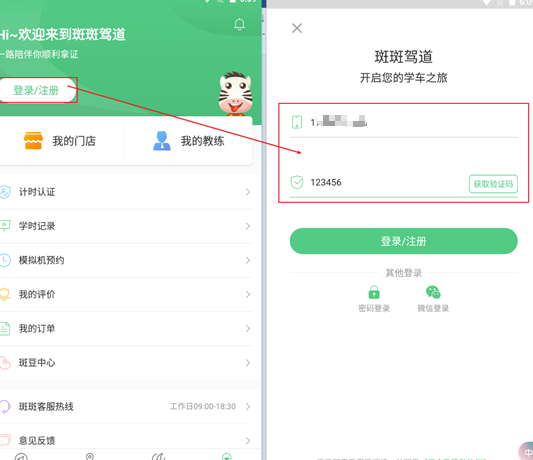 Hi~欢迎来到斑斑驾道
一路陪伴你顺利拿证
登录/注册
我的门店
我的教练
计时认证
学时记录
模拟机预约
我的评价
我的订单
斑豆中心
斑斑客服热线
工作日09:00-18:30
意见反馈
斑斑驾道
开启您的学车之旅
123456
获取验证码
登录/注册
其他登录
密码登录
微信登录
中